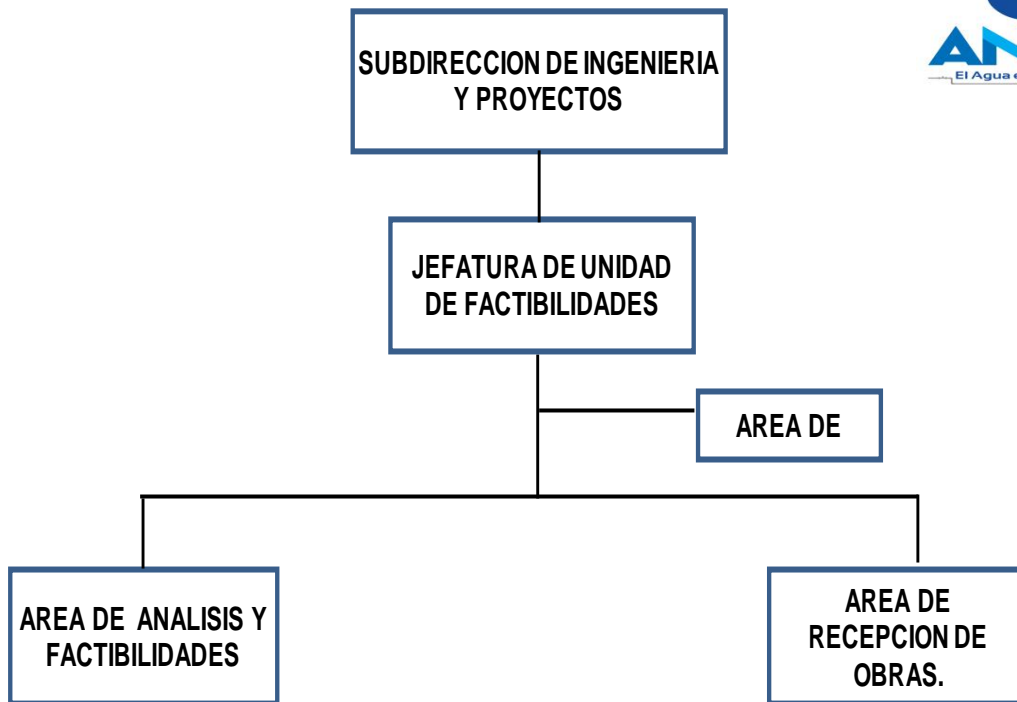 SUBDIRECCION DE INGENIERIA
Y PROYECTOS
El Agua
JEFATURA DE UNIDAD
DE FACTIBILIDADES
AREA DE
AREA DE ANALISIS Y
FACTIBILIDADES
AREA DE
RECEPCION DE
OBRAS.